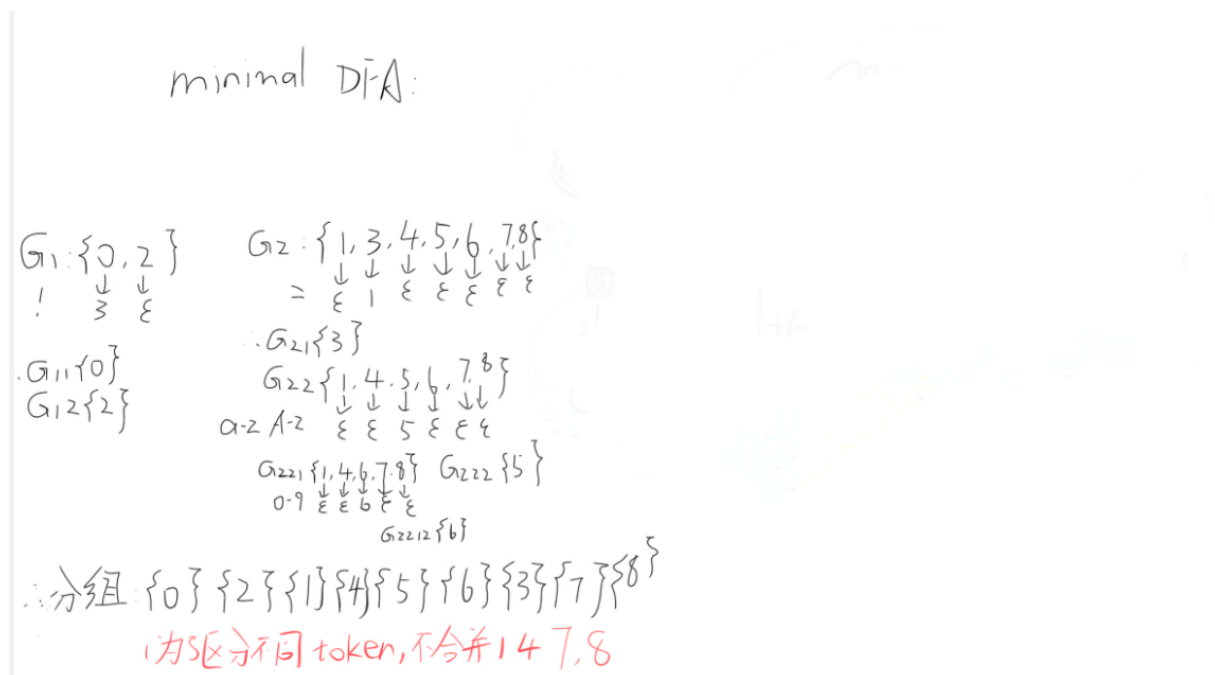 minimal DFA:
G1:{0,2}
! ↓ ↓
3 ε
.G11{0}
G12{2}
G2:{1,3,4,5,6,7,8}
↓ ↓ ↓ ↓ ↓ ↓ ↓
= ε 1 ε ε ε ε ε
∴G21{3}
G22{1,4,5,6,7,8}
↓ ↓ ↓ ↓ ↓ ↓
a-z A-z ε ε 5 ε ε ε
G221{1,4,6,7,8} G222{5}
↓ ↓ ↓ ↓ ↓
0-9 ε ε 6 ε ε
G2212{6}
∴分组 {0}{2}{1}{4}{5}{6}{3}{7}{8}
(为区分不同token,不合并1 4 7,8